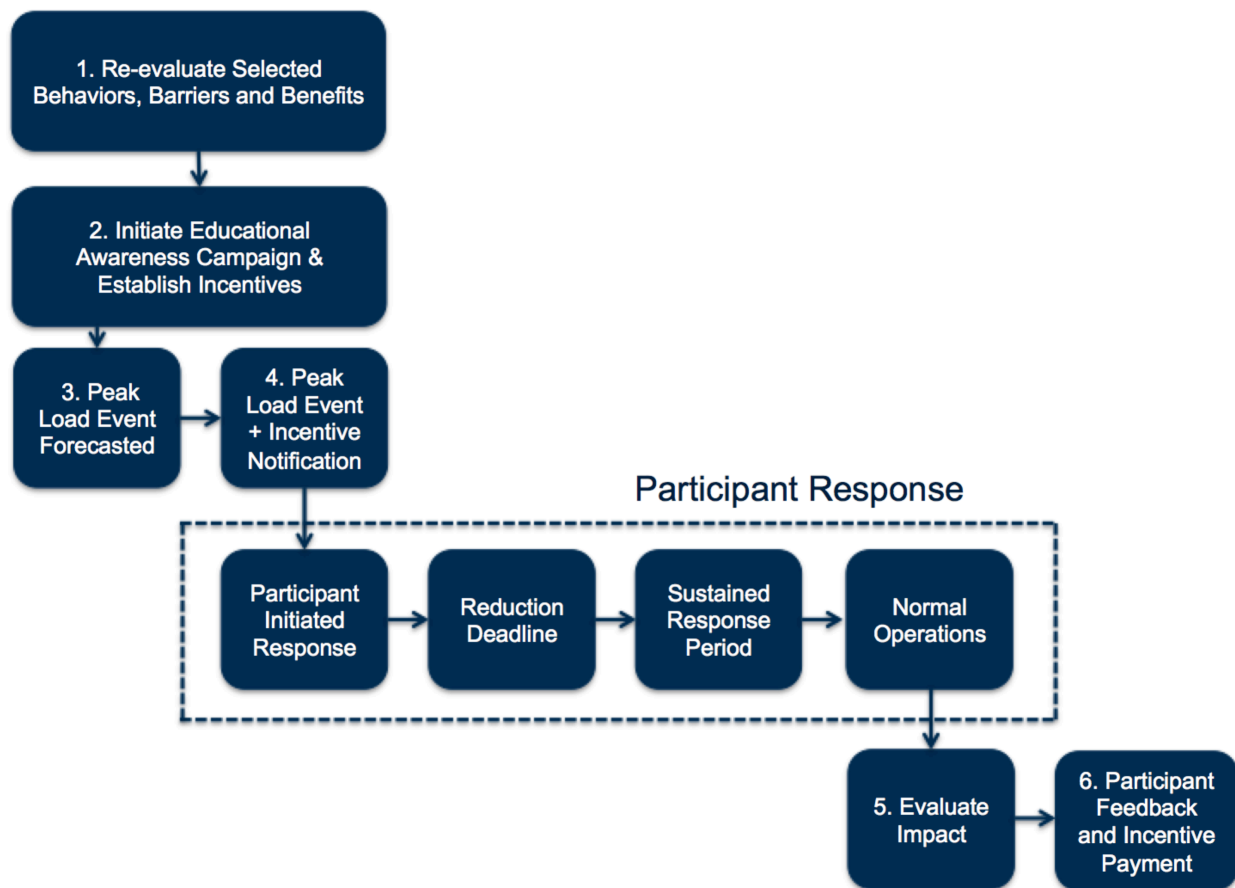 1. Re-evaluate Selected
Behaviors, Barriers and Benefits
2. Initiate Educational
Awareness Campaign &
Establish Incentives
3. Peak
Load Event
Forecasted
4. Peak
Load Event
+ Incentive
Notification
Participant Response
Participant
Initiated
Response
Reduction
Deadline
Sustained
Response
Period
Normal
Operations
5. Evaluate
Impact
6. Participant
Feedback
and Incentive
Payment